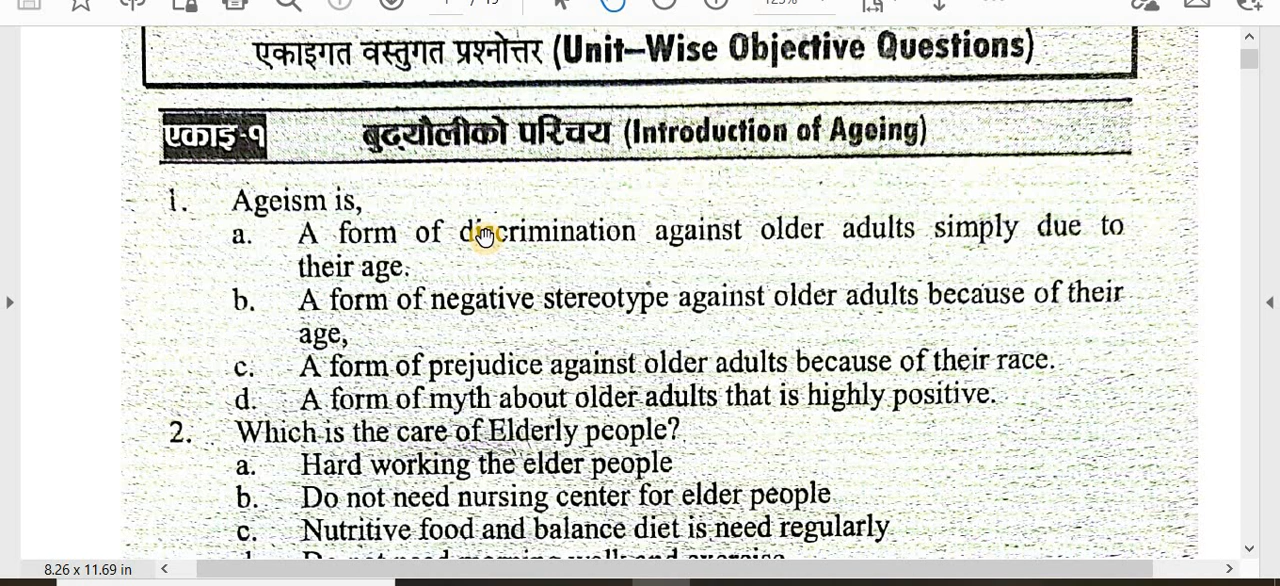 एकाइगत वस्तुगत प्रश्नोत्तर (Unit–Wise Objective Questions)
एकाइ-१ बुढ्यौलीको परिचय (Introduction of Ageing)
1. Ageism is,
a. A form of discrimination against older adults simply due to
their age.
b. A form of negative stereotype against older adults because of their
age,
c. A form of prejudice against older adults because of their race.
d. A form of myth about older adults that is highly positive.
2. Which is the care of Elderly people?
a. Hard working the elder people
b. Do not need nursing center for elder people
c. Nutritive food and balance diet is need regularly
8.26 x 11.69 in